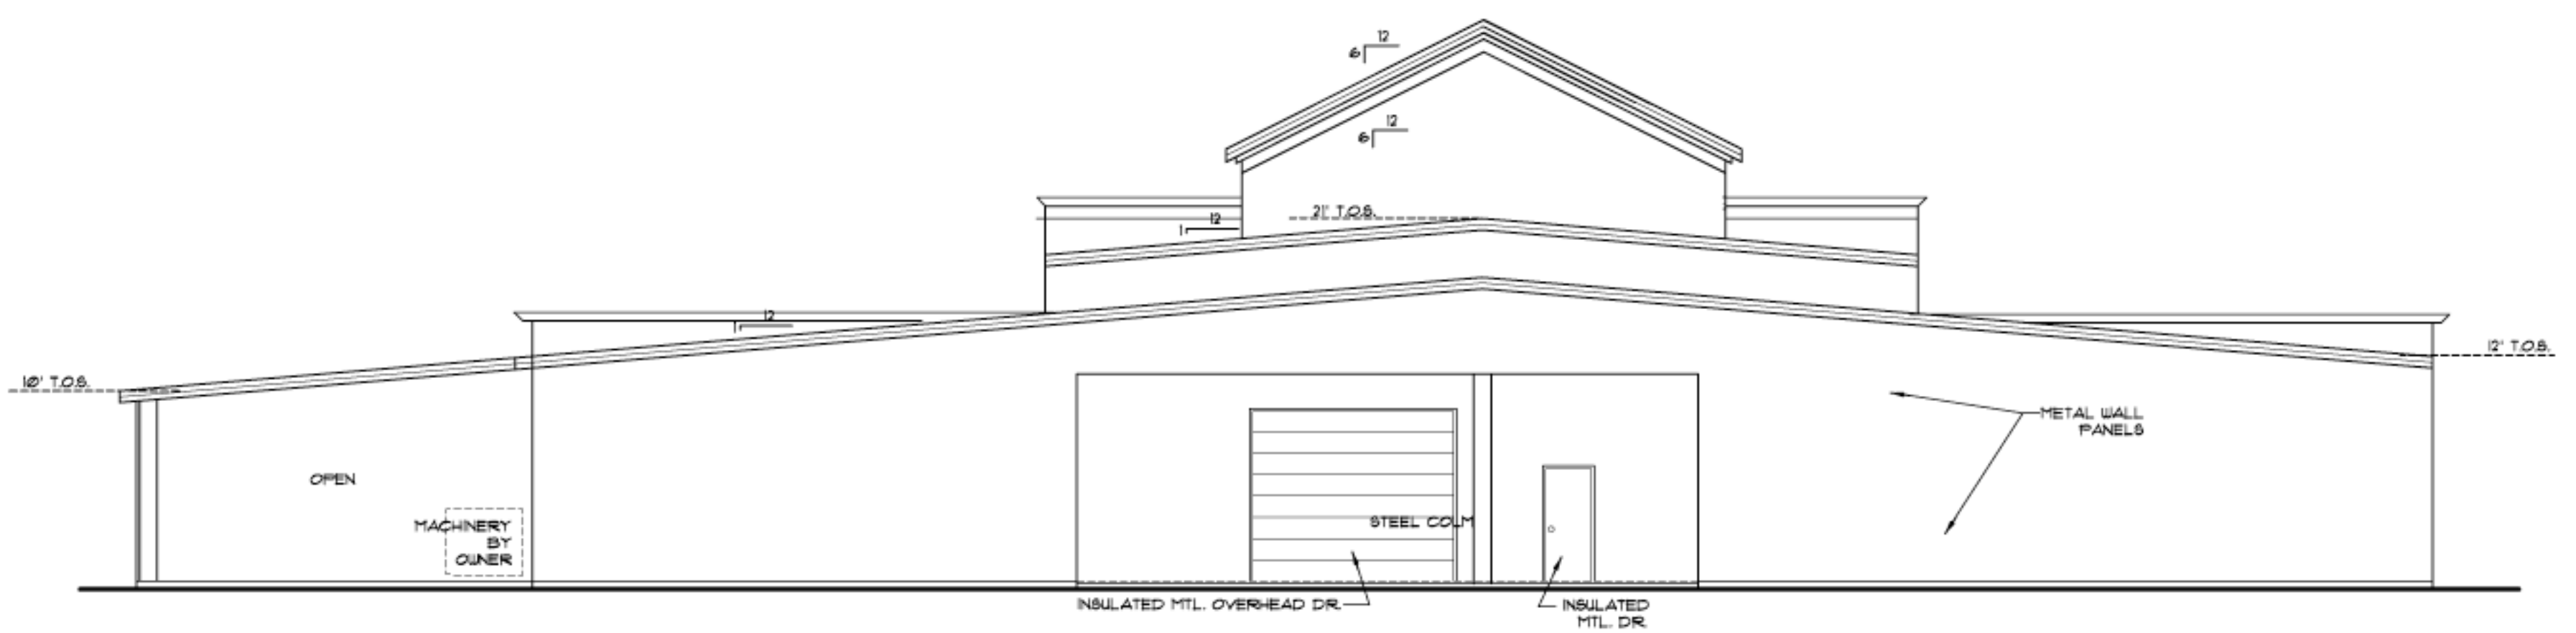 12
6
12
6
21' T.O.S.
12
1
12
1
12' T.O.S.
10' T.O.S.
METAL WALL
PANELS
OPEN
STEEL COLM
MACHINERY
BY
OWNER
INSULATED MTL. OVERHEAD DR.
INSULATED
MTL. DR